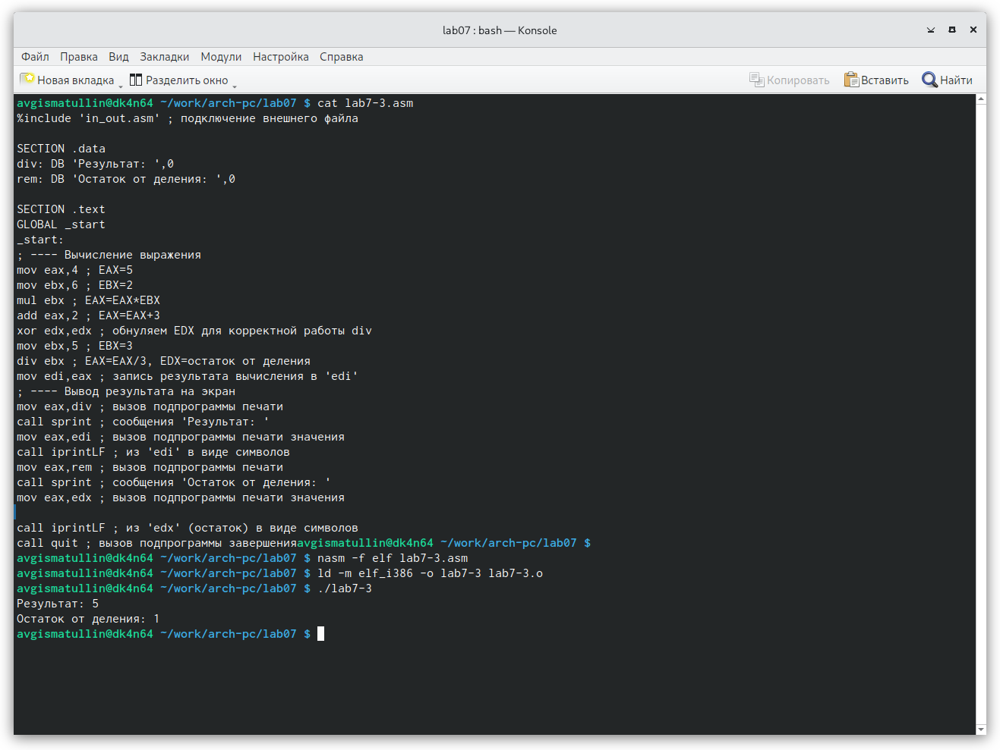 lab07 : bash — Konsole
Файл Правка Вид Закладки Модули Настройка Справка
Новая вкладка Разделить окно Копировать Вставить Найти
avgismatullin@dk4n64 ~/work/arch-pc/lab07 $ cat lab7-3.asm
%include 'in_out.asm' ; подключение внешнего файла
SECTION .data
div: DB 'Результат: ',0
rem: DB 'Остаток от деления: ',0
SECTION .text
GLOBAL _start
_start:
; ---- Вычисление выражения
mov eax,4 ; EAX=5
mov ebx,6 ; EBX=2
mul ebx ; EAX=EAX*EBX
add eax,2 ; EAX=EAX+3
xor edx,edx ; обнуляем EDX для корректной работы div
mov ebx,5 ; EBX=3
div ebx ; EAX=EAX/3, EDX=остаток от деления
mov edi,eax ; запись результата вычисления в 'edi'
; ---- Вывод результата на экран
mov eax,div ; вызов подпрограммы печати
call sprint ; сообщения 'Результат: '
mov eax,edi ; вызов подпрограммы печати значения
call iprintLF ; из 'edi' в виде символов
mov eax,rem ; вызов подпрограммы печати
call sprint ; сообщения 'Остаток от деления: '
mov eax,edx ; вызов подпрограммы печати значения
call iprintLF ; из 'edx' (остаток) в виде символов
call quit ; вызов подпрограммы завершенияavgismatullin@dk4n64 ~/work/arch-pc/lab07 $
avgismatullin@dk4n64 ~/work/arch-pc/lab07 $ nasm -f elf lab7-3.asm
avgismatullin@dk4n64 ~/work/arch-pc/lab07 $ ld -m elf_i386 -o lab7-3 lab7-3.o
avgismatullin@dk4n64 ~/work/arch-pc/lab07 $ ./lab7-3
Результат: 5
Остаток от деления: 1
avgismatullin@dk4n64 ~/work/arch-pc/lab07 $